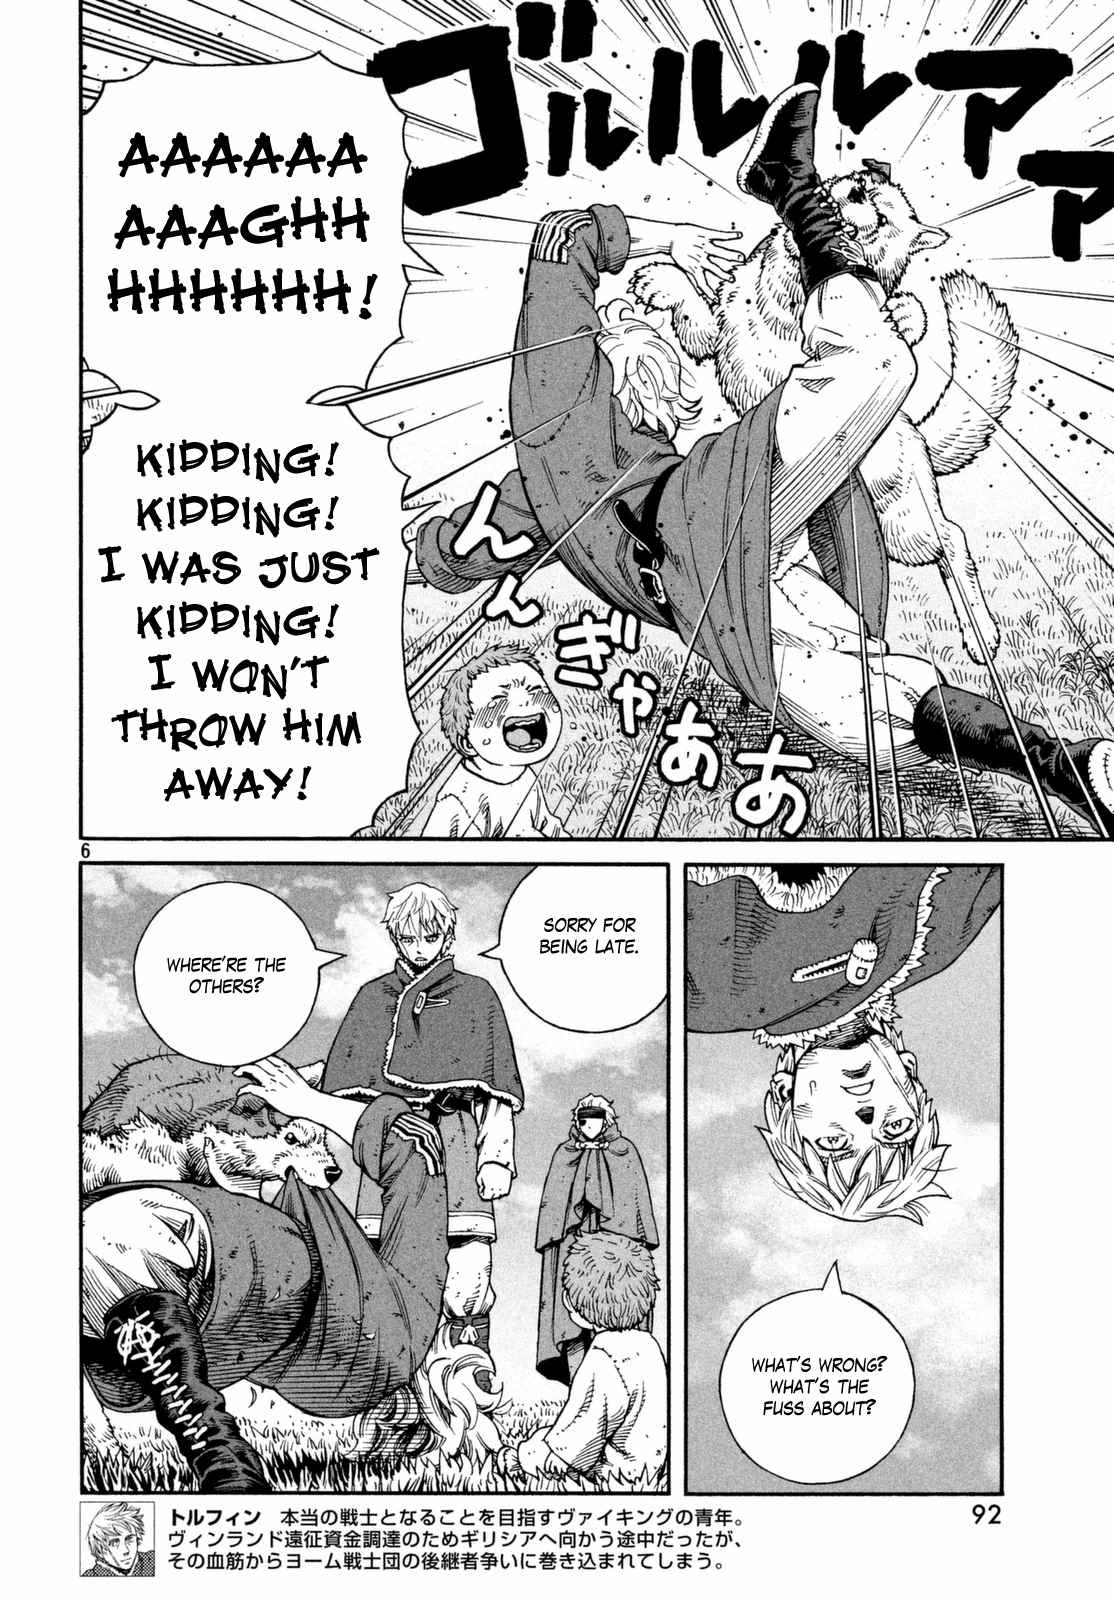 ゴルルルルァァァ
AAAAAA
AAAGHH
HHHHHH!
KIDDING!
KIDDING!
I WAS JUST
KIDDING!
I WON'T
THROW HIM
AWAY!
んんんぎゃああ
6
WHAT'S WRONG?
WHAT'S THE
FUSS ABOUT?
SORRY FOR
BEING LATE.
WHERE'RE THE
OTHERS?
92
トルフィン 本当の戦士となることを目指すヴァイキングの青年。
ヴィンランド遠征資金調達のためギリシアへ向かう途中だったが、
その血筋からヨーム戦士団の後継者争いに巻き込まれてしまう。